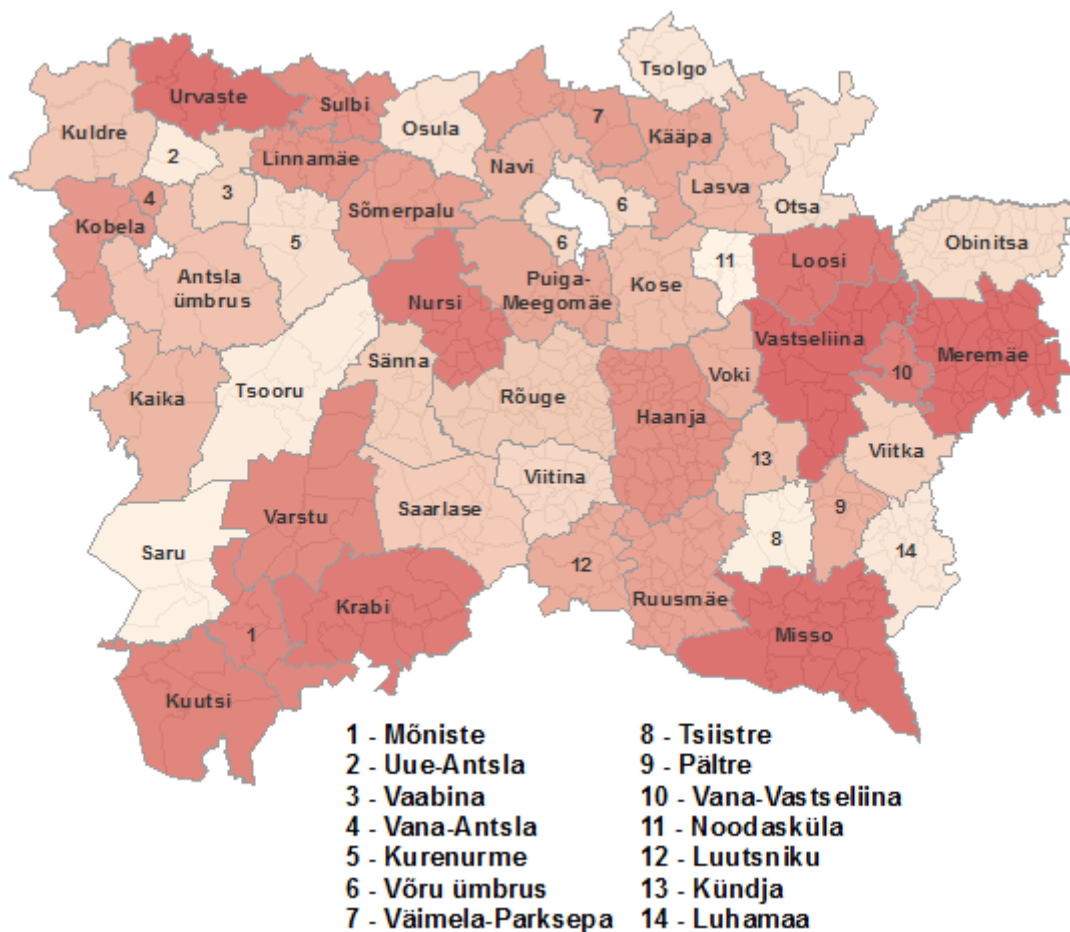 Tsolgo
Urvaste
Sulbi
Osula
7
Kääpa
Kuldre
2
Linnamäe
Navi
Lasva
4
3
Sõmerpalu
6
Otsa
Kobela
5
6
11
Loosi
Obinitsa
Antsla
ümbrus
Nursi
Puiga-
Meegomäe
Kose
Vastseliina
Meremäe
Sänna
Voki
10
Kaika
Tsooru
Rõuge
Haanja
Viitka
Viitina
13
Saarlase
9
Varstu
8
14
Saru
12
Ruusmäe
Krabi
1
Misso
Kuutsi
1 - Mõniste
2 - Uue-Antsla
3 - Vaabina
4 - Vana-Antsla
5 - Kurenurme
6 - Võru ümbrus
7 - Väimela-Parksepa
8 - Tsiistre
9 - Pältre
10 - Vana-Vastseliina
11 - Noodasküla
12 - Luutsniku
13 - Kündja
14 - Luhamaa